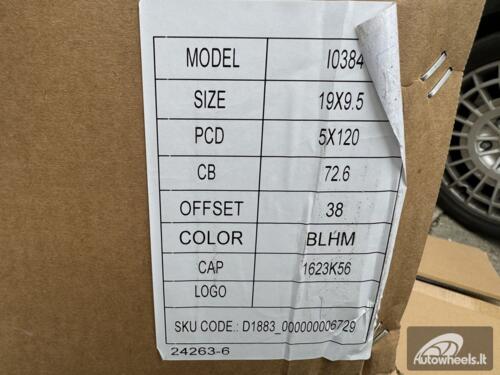 MODEL I0384
SIZE 19X9.5
PCD 5X120
CB 72.6
OFFSET 38
COLOR BLHM
CAP 1623K56
LOGO
SKU CODE.: D1883_000000006729
24263-6
Autowheels.lt